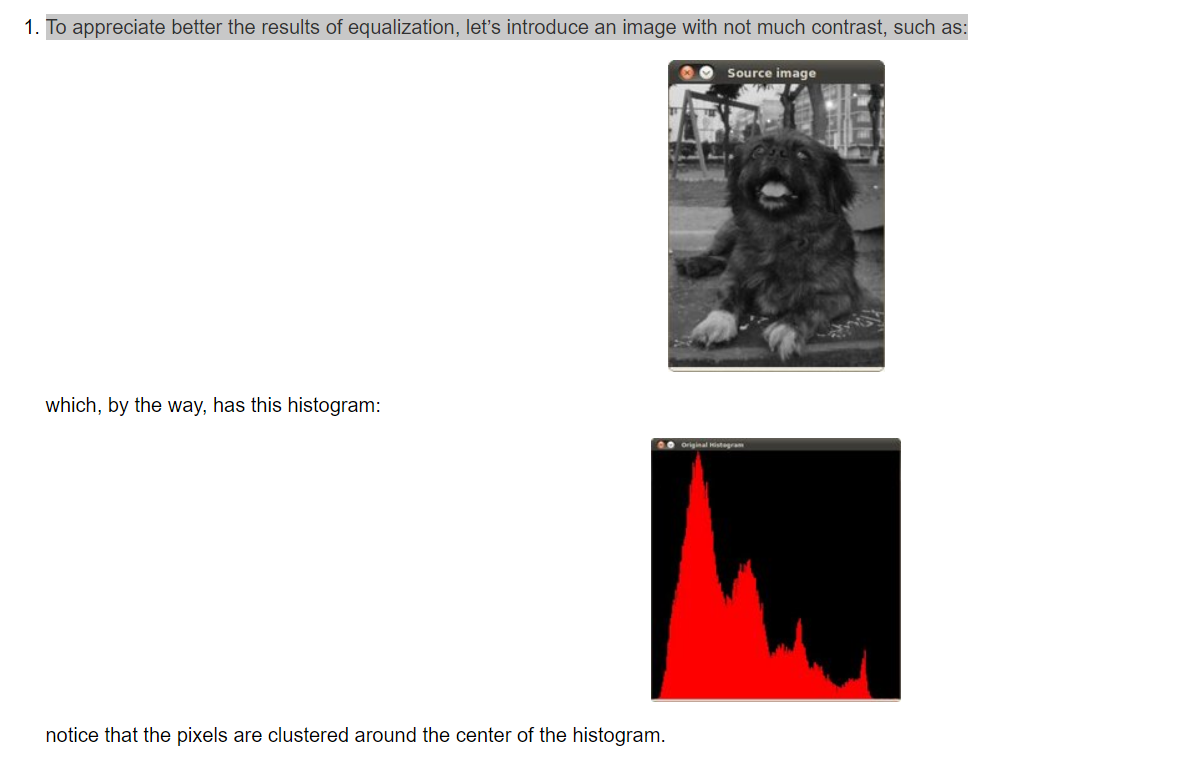 1. To appreciate better the results of equalization, let’s introduce an image with not much contrast, such as:
Source image
which, by the way, has this histogram:
Original Histogram
notice that the pixels are clustered around the center of the histogram.